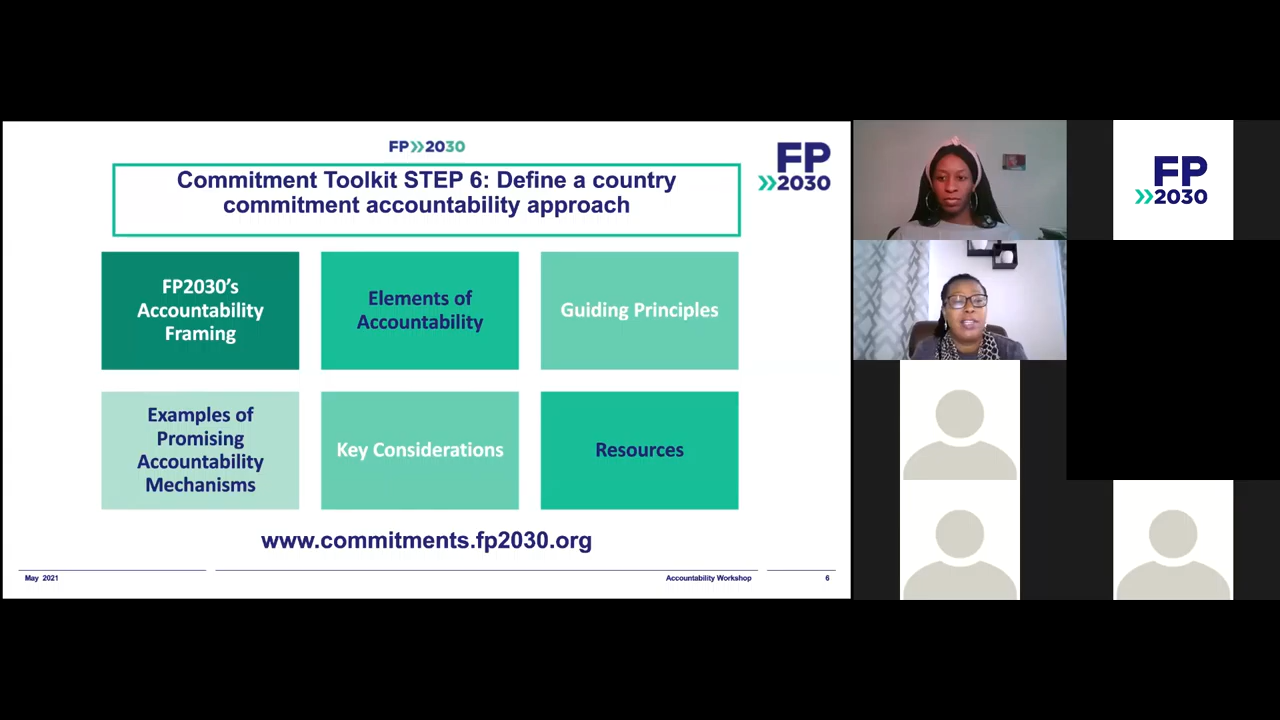 FP»2030
Commitment Toolkit STEP 6: Define a country
commitment accountability approach
FP
»2030
FP2030's
Accountability
Framing
Elements of
Accountability
Guiding Principles
Examples of
Promising
Accountability
Mechanisms
Key Considerations
Resources
www.commitments.fp2030.org
May 2021
Accountability Workshop
6
FP
»2030